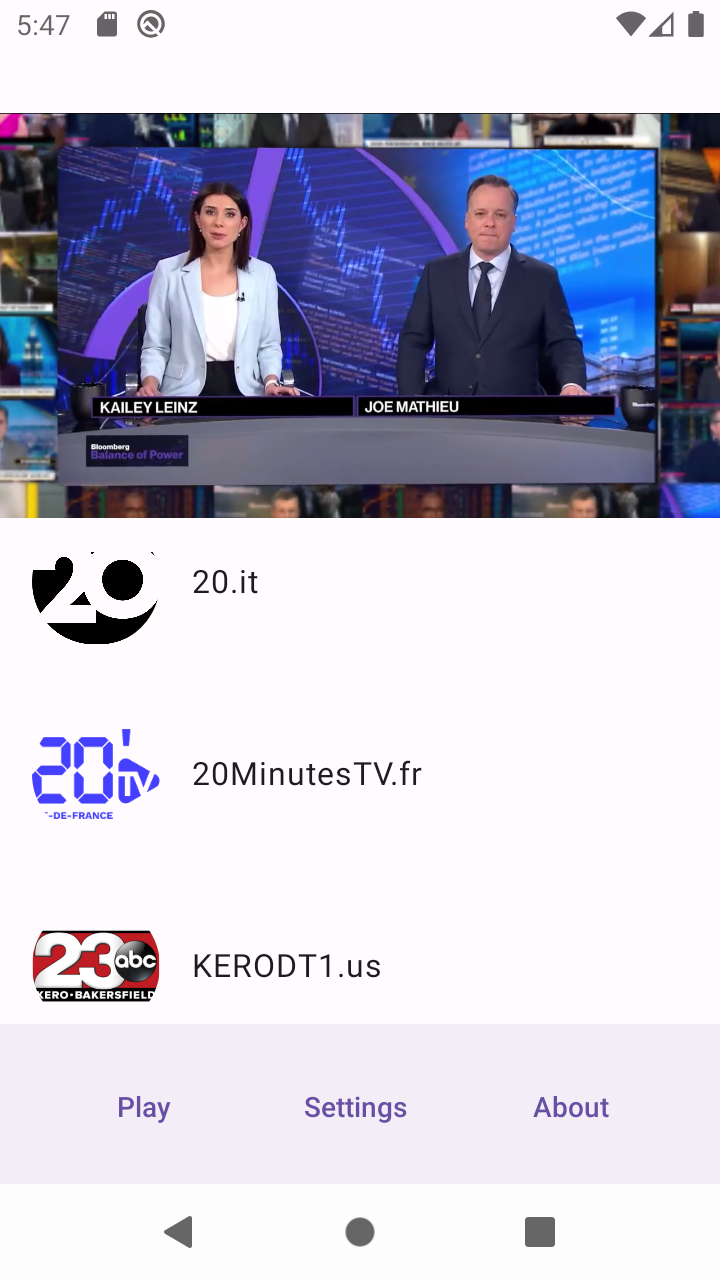 5:47
KAILEY LEINZ
JOE MATHIEU
Bloomberg
Balance of Power
20
20.it
20'
TV
-DE-FRANCE
20MinutesTV.fr
23 abc
KERO•BAKERSFIELD
KERODT1.us
Play
Settings
About